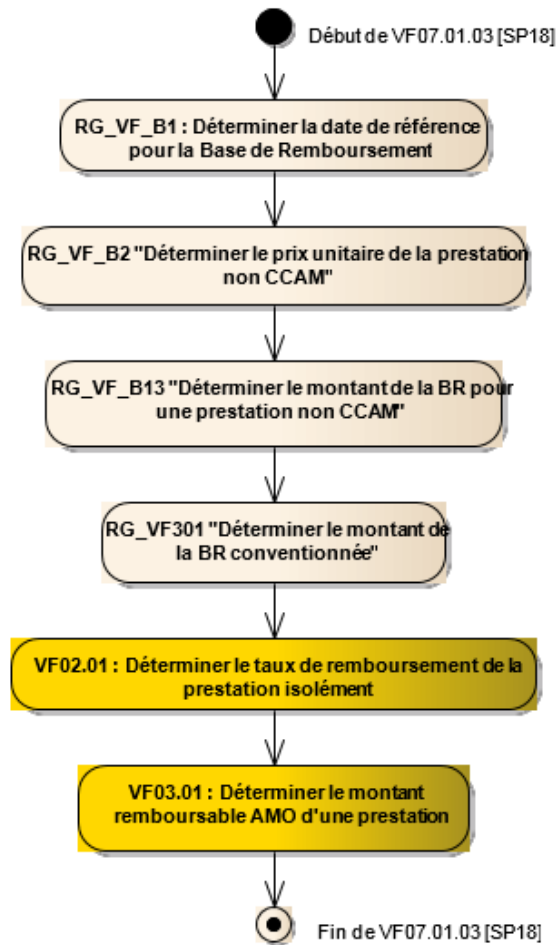 Début de VF07.01.03 [SP18]
RG_VF_B1 : Déterminer la date de référence
pour la Base de Remboursement
RG_VF_B2 "Déterminer le prix unitaire de la prestation
non CCAM"
RG_VF_B13 "Déterminer le montant de la BR pour
une prestation non CCAM"
RG_VF301 "Déterminer le montant de
la BR conventionnée"
VF02.01 : Déterminer le taux de remboursement de la
prestation isolément
VF03.01 : Déterminer le montant
remboursable AMO d'une prestation
Fin de VF07.01.03 [SP18]